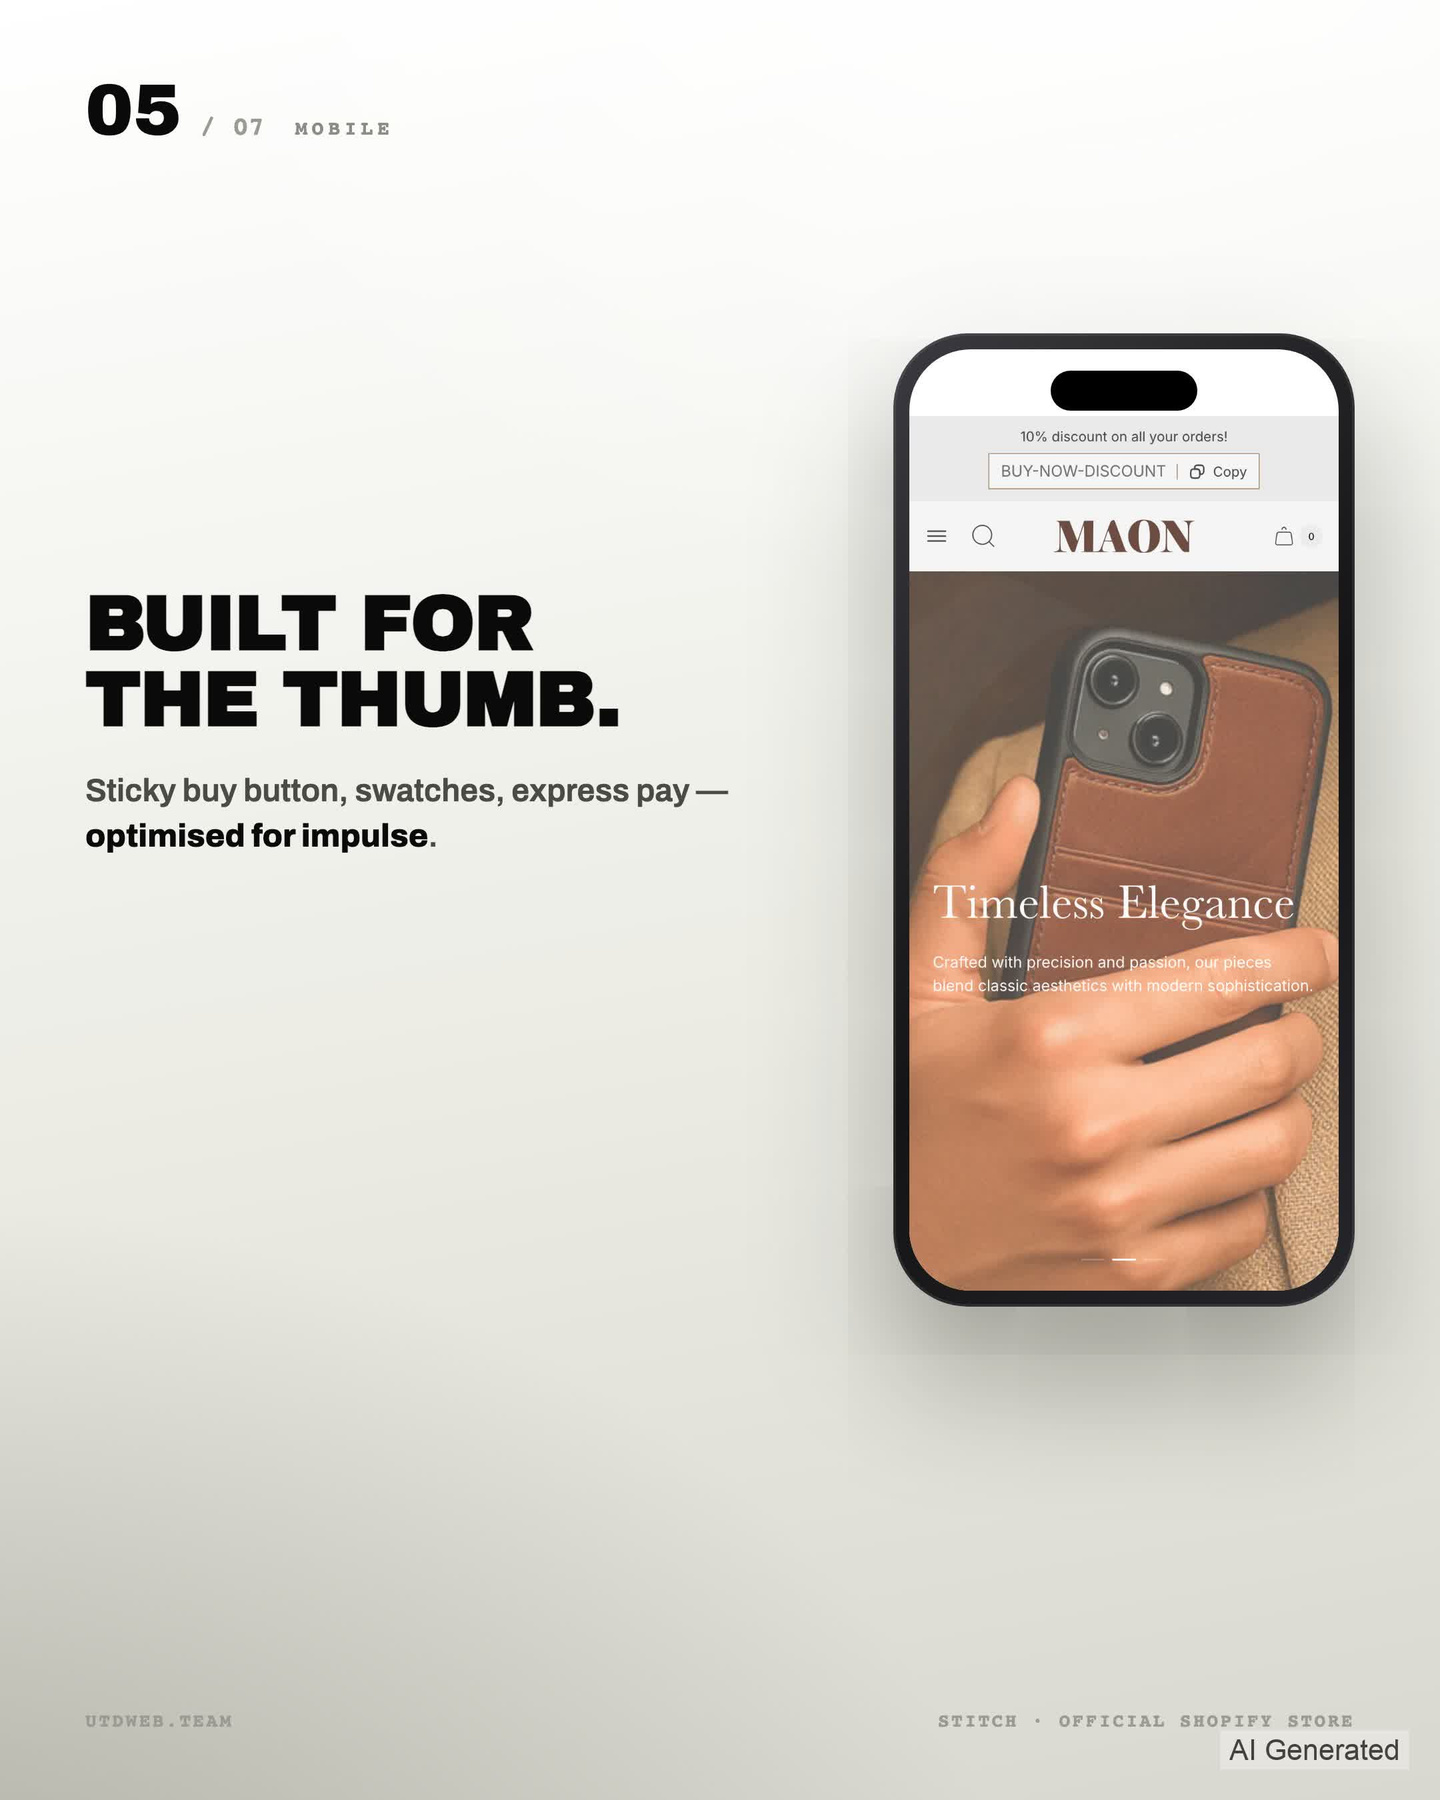 05 / 07 MOBILE
BUILT FOR
THE THUMB.
Sticky buy button, swatches, express pay —
optimised for impulse.
10% discount on all your orders!
BUY-NOW-DISCOUNT | Copy
MAON
0
Timeless Elegance
Crafted with precision and passion, our pieces
blend classic aesthetics with modern sophistication.
UTDWEB.TEAM
STITCH · OFFICIAL SHOPIFY STORE
AI Generated